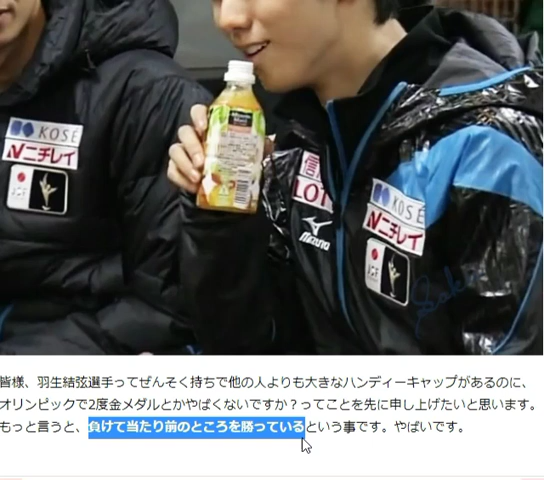 KOSÉ
ニチレイ
JSF
信
LOT
MIZUNO
KOSÉ
ニチレイ
JSF
皆様、羽生結弦選手ってぜんそく持ちで他の人よりも大きなハンディーキャップがあるのに、
オリンピックで2度金メダルとかやばくないですか？ってことを先に申し上げたいと思います。
もっと言うと、負けて当たり前のところを勝っているという事です。やばいです。